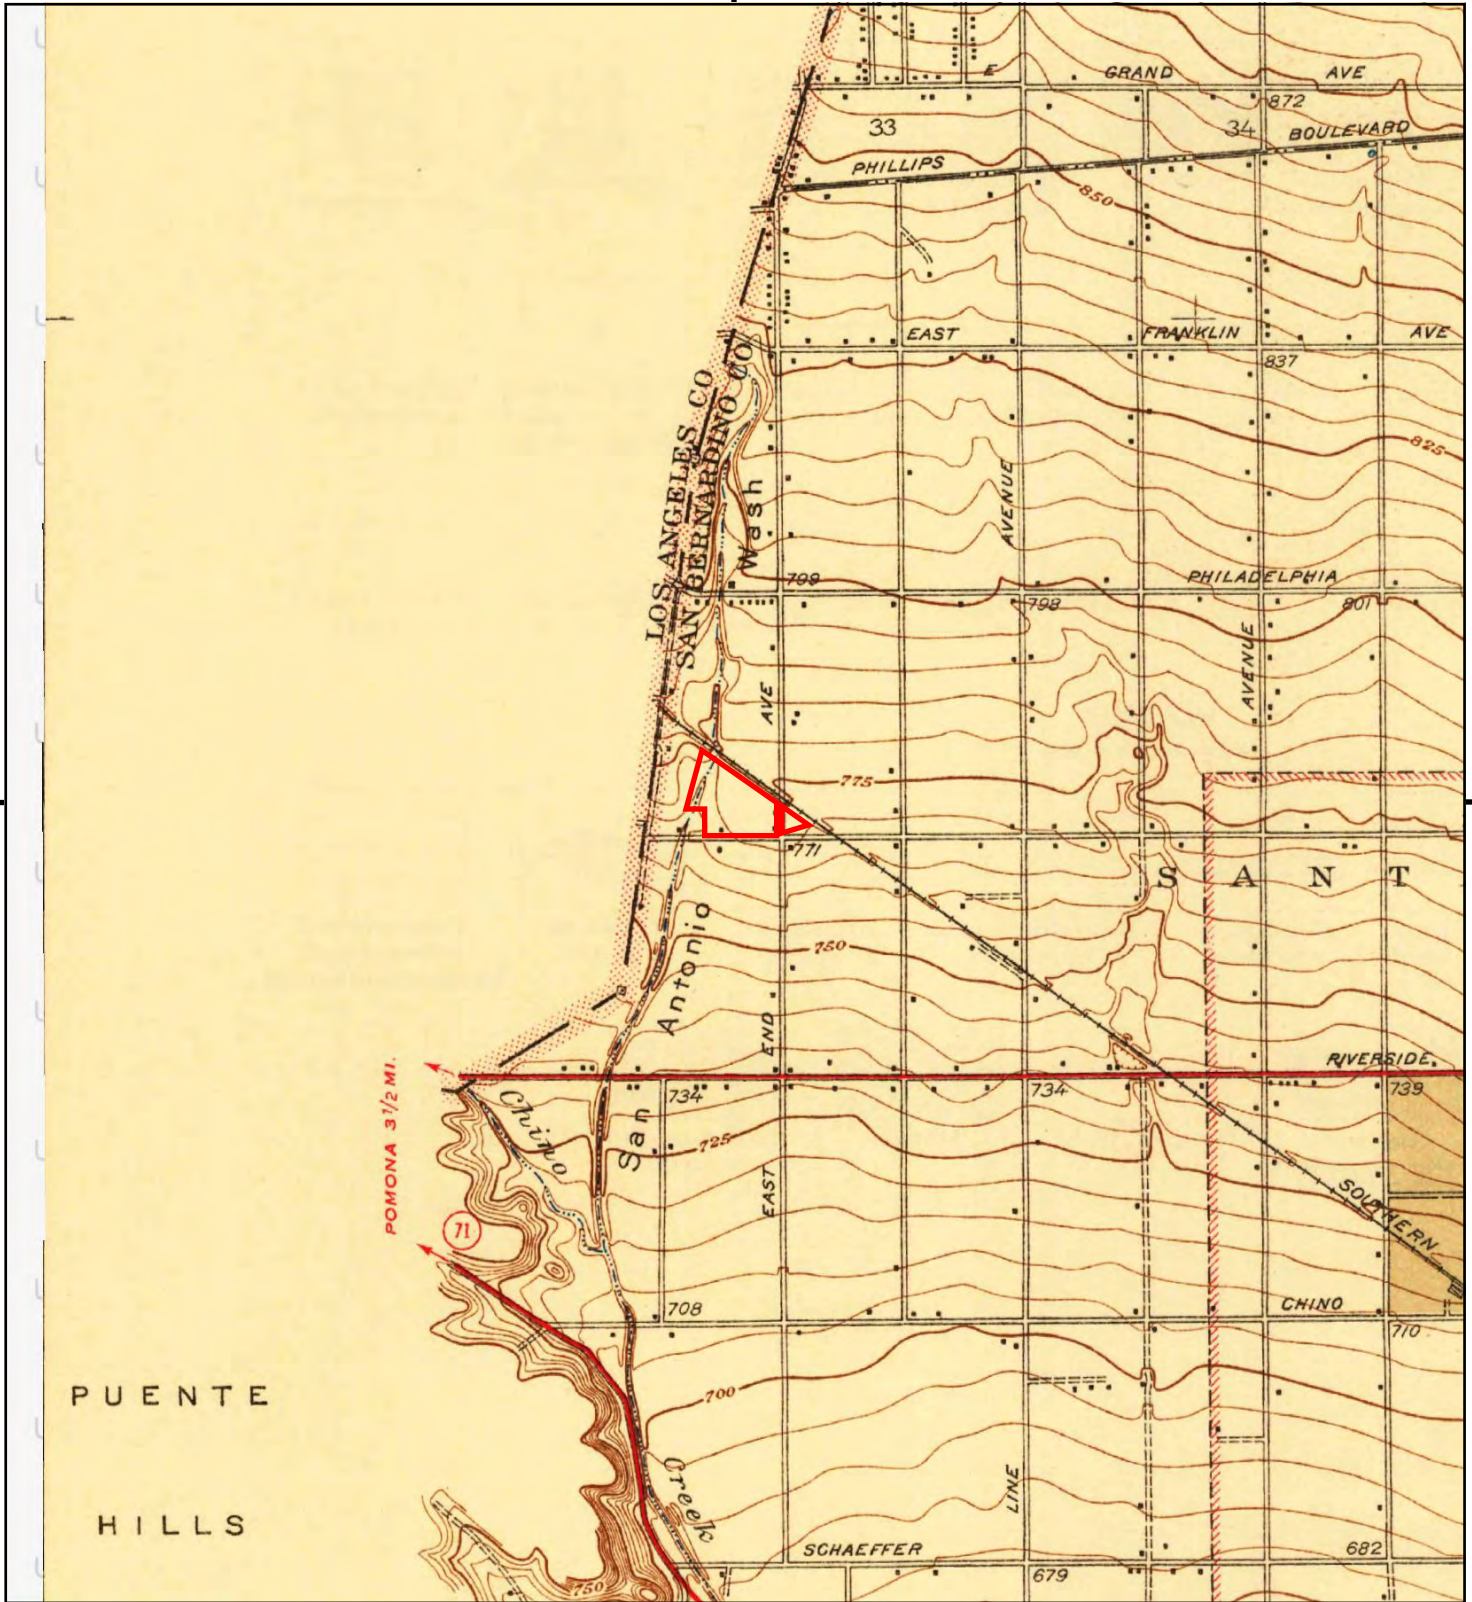 E GRAND AVE
872
33
34
BOULEVARD
PHILLIPS
850
EAST FRANKLIN AVE
837
LOS ANGELES CO
SAN BERNARDINO CO
825
Wash
AVENUE
799
PHILADELPHIA
798
801
AVE
AVENUE
775
771
S A N T
San Antonio
750
END
RIVERSIDE
POMONA 3 1/2 MI.
734
734
739
Chino
725
EAST
71
SOUTHERN
708
CHINO
710
PUENTE
700
HILLS
LINE
Creek
SCHAEFFER
682
679
750